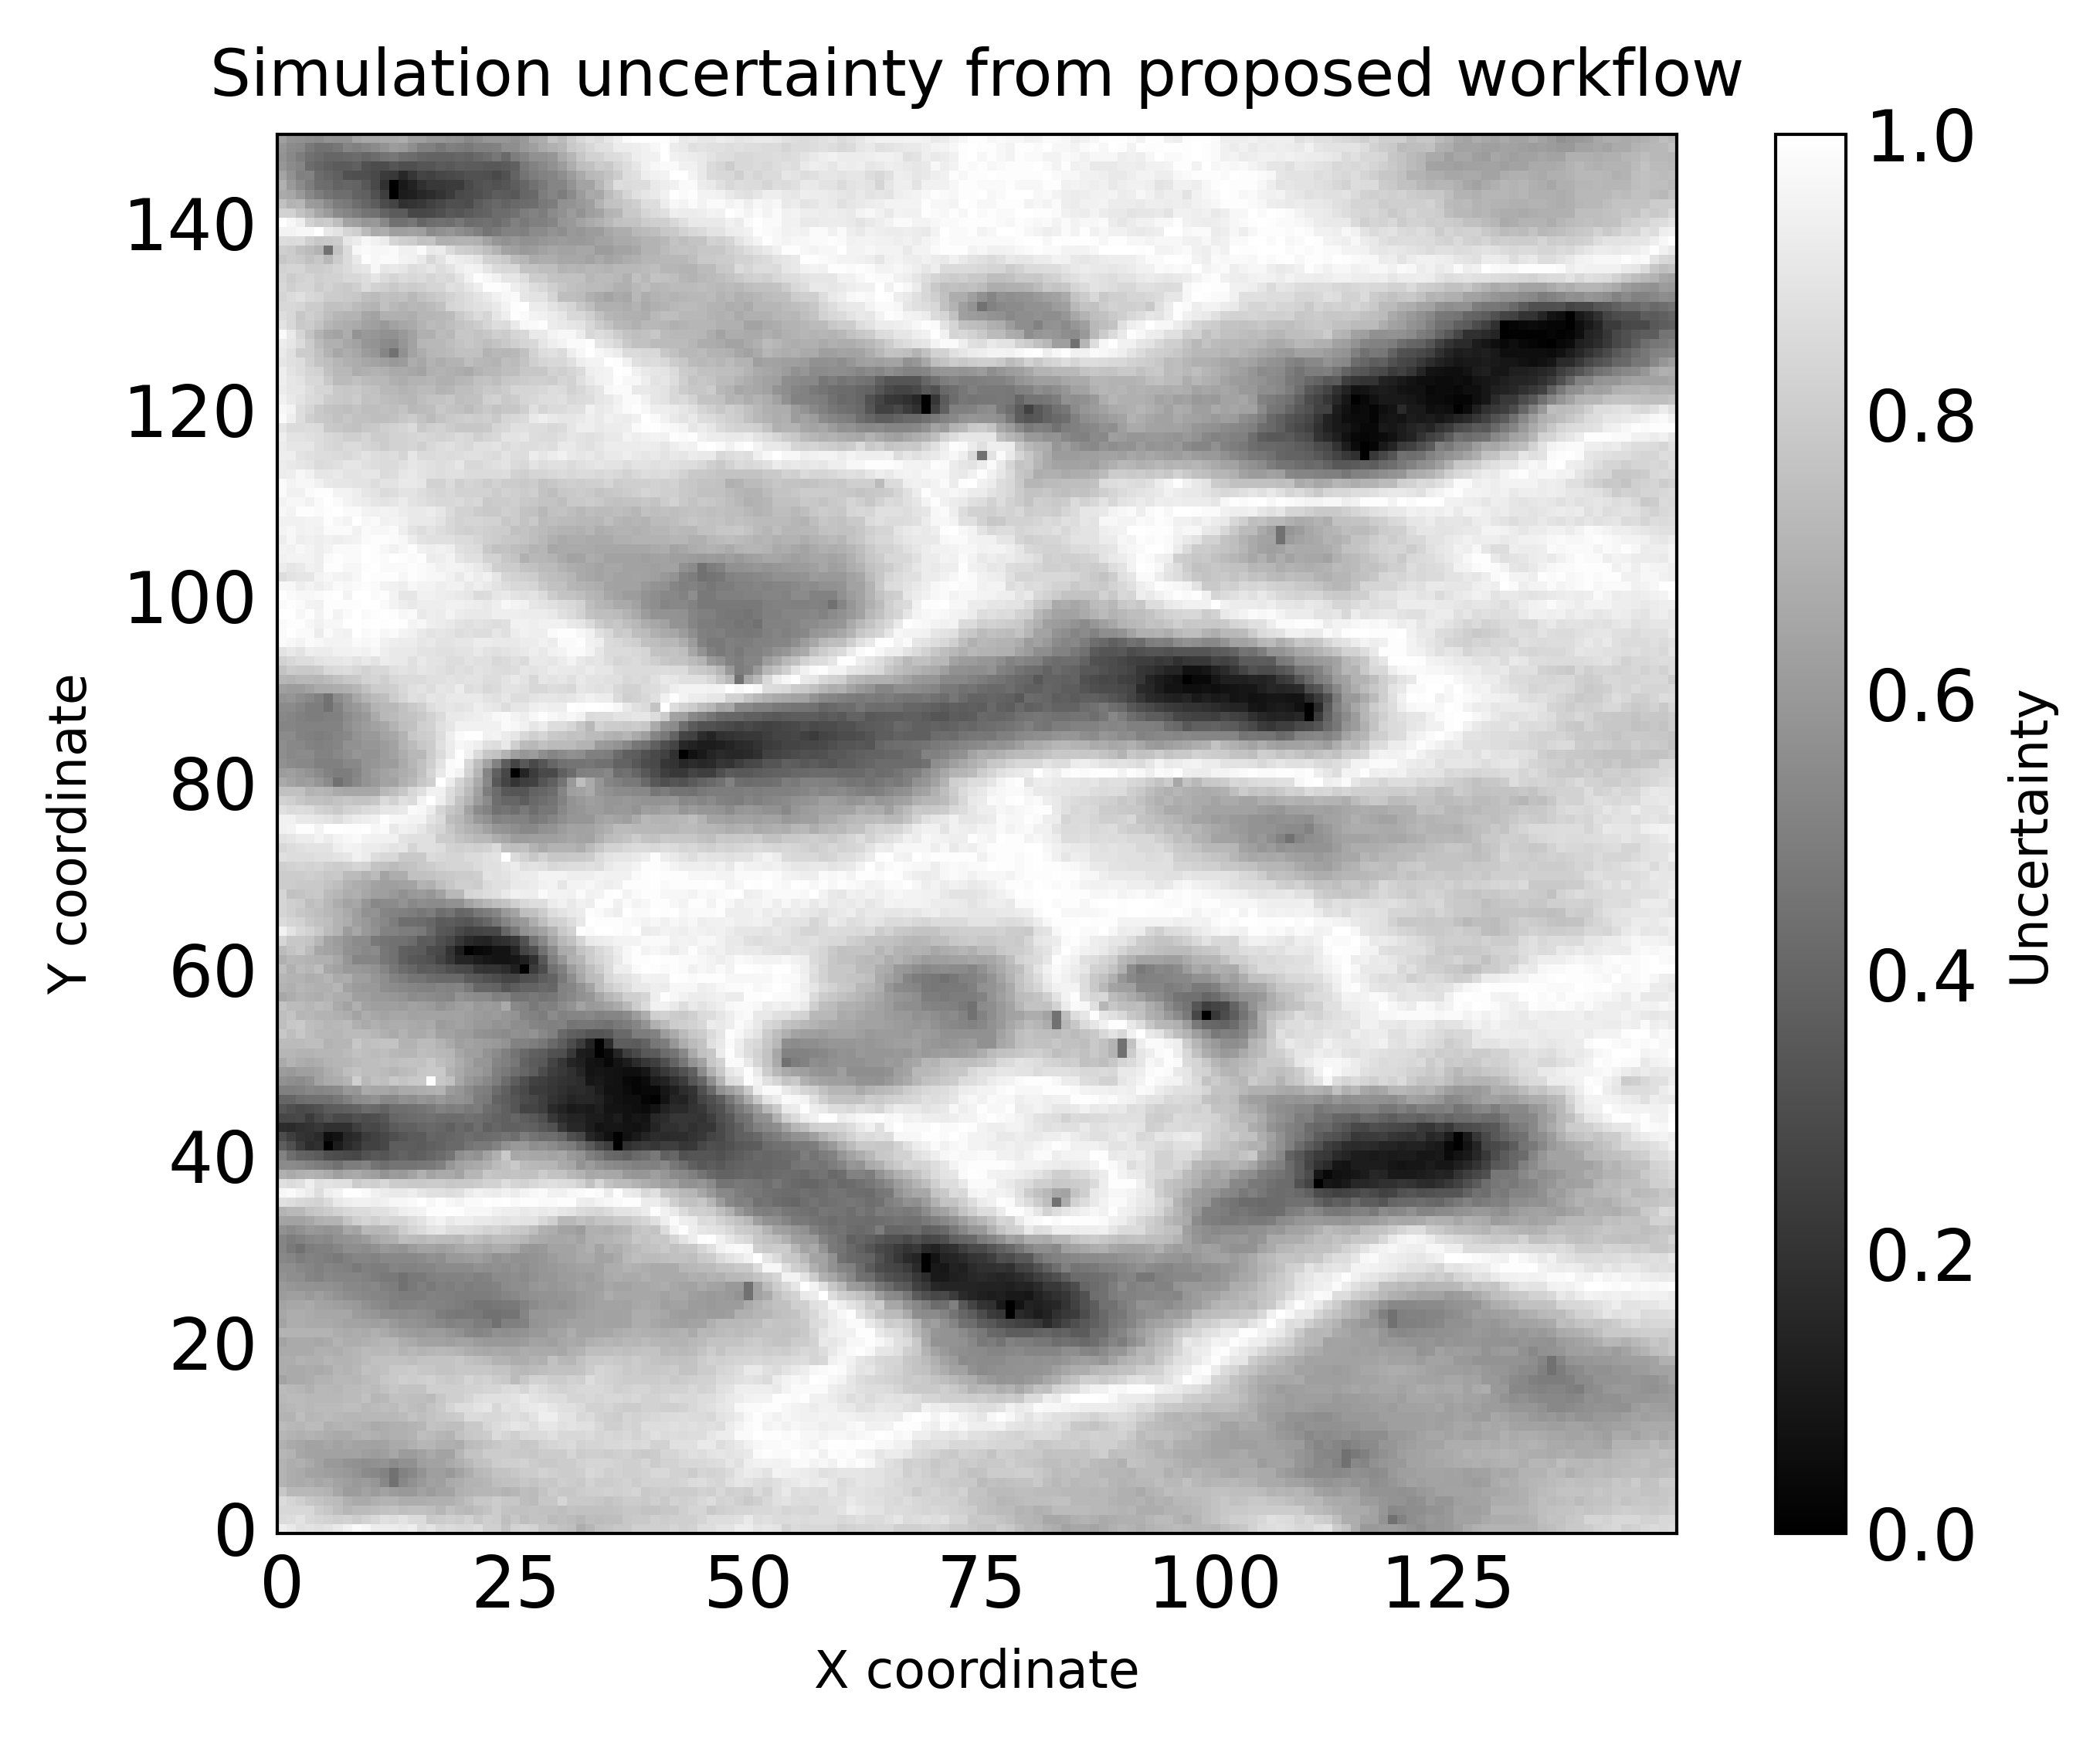 Simulation uncertainty from proposed workflow
140
120
100
80
60
40
20
0
Y coordinate
0 25 50 75 100 125
X coordinate
1.0
0.8
0.6
0.4
0.2
0.0
Uncertainty